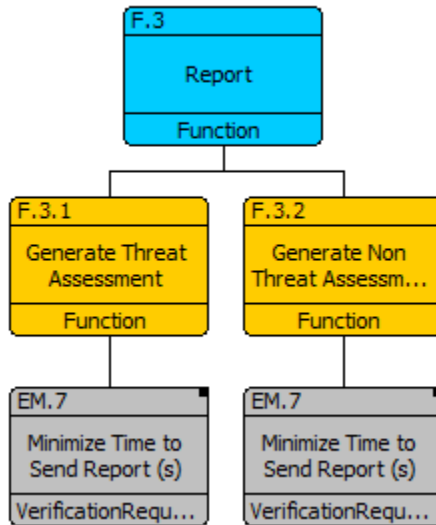 F.3
Report
Function
F.3.1
Generate Threat
Assessment
Function
F.3.2
Generate Non
Threat Assessm...
Function
EM.7
Minimize Time to
Send Report (s)
VerificationRequ...
EM.7
Minimize Time to
Send Report (s)
VerificationRequ...